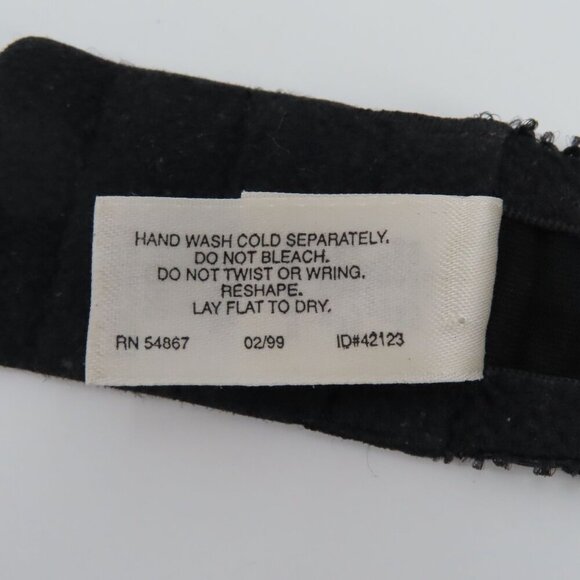 HAND WASH COLD SEPARATELY.
DO NOT BLEACH.
DO NOT TWIST OR WRING.
RESHAPE.
LAY FLAT TO DRY.
RN 54867 02/99 ID#42123